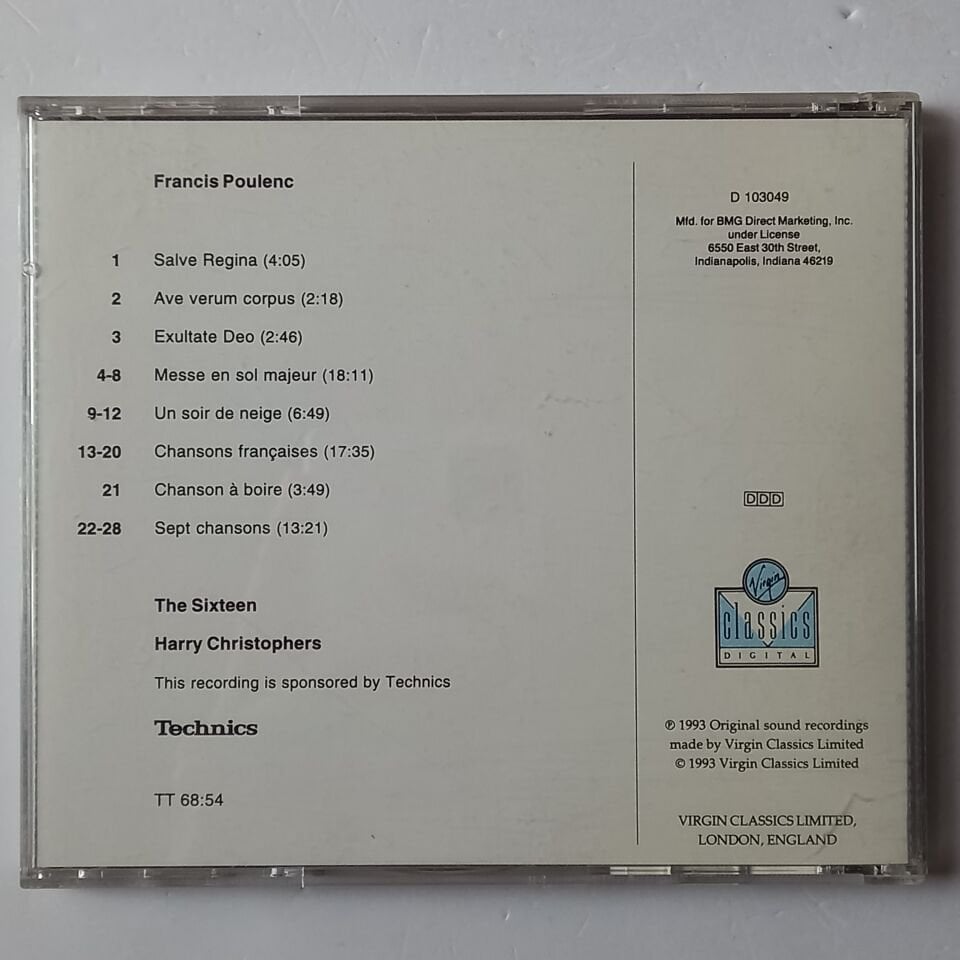 Francis Poulenc
1 Salve Regina (4:05)
2 Ave verum corpus (2:18)
3 Exultate Deo (2:46)
4-8 Messe en sol majeur (18:11)
9-12 Un soir de neige (6:49)
13-20 Chansons françaises (17:35)
21 Chanson à boire (3:49)
22-28 Sept chansons (13:21)
The Sixteen
Harry Christophers
This recording is sponsored by Technics
Technics
TT 68:54
D 103049
Mfd. for BMG Direct Marketing, Inc.
under License
6550 East 30th Street,
Indianapolis, Indiana 46219
DDD
Virgin
classics
DIGITAL
℗ 1993 Original sound recordings
made by Virgin Classics Limited
© 1993 Virgin Classics Limited
VIRGIN CLASSICS LIMITED,
LONDON, ENGLAND